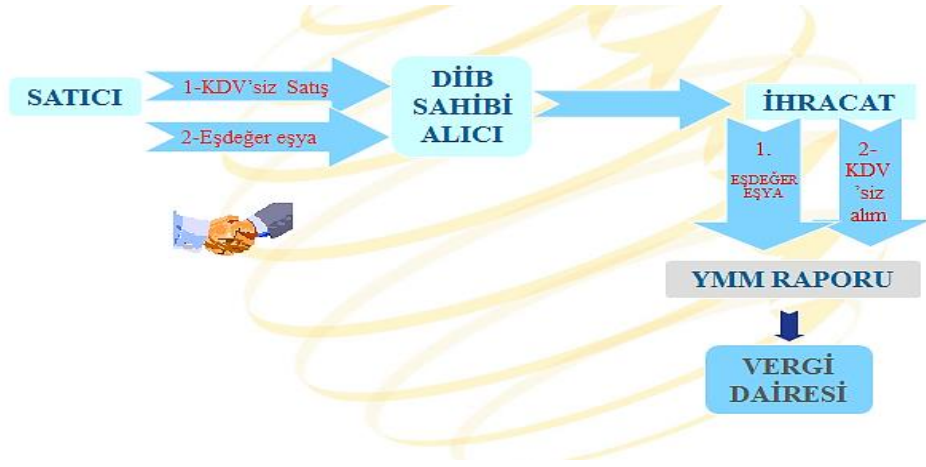 SATICI
1-KDV'siz Satış
2-Eşdeğer eşya
DİİB
SAHİBİ
ALICI
İHRACAT
1.
EŞDEĞER
EŞYA
2-
KDV
'siz
alım
YMM RAPORU
VERGİ
DAİRESİ